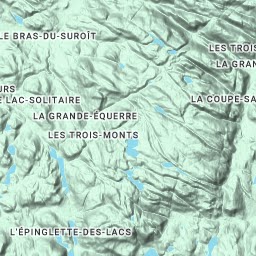 LE BRAS-DU-SUROÎT
LES TROIS
LA GRAN
URS
LAC-SOLITAIRE
LA COUPE-SA
LA GRANDE-ÉQUERRE
LES TROIS-MONTS
L'ÉPINGLETTE-DES-LACS